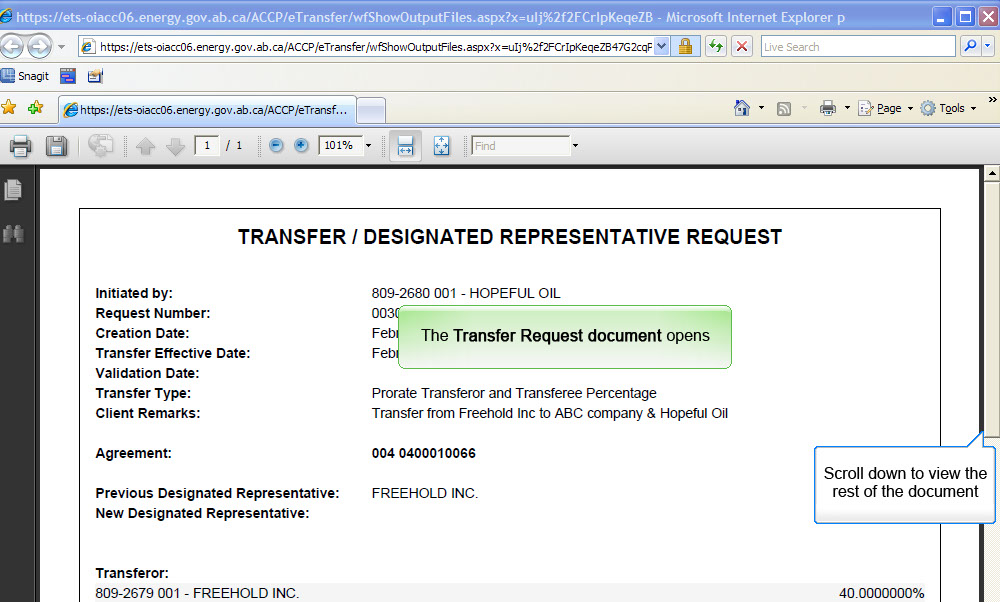 https://ets-oiacc06.energy.gov.ab.ca/ACCP/eTransfer/wfShowOutputFiles.aspx?x=uIj%2f2FCrIpKeqeZB - Microsoft Internet Explorer p
https://ets-oiacc06.energy.gov.ab.ca/ACCP/eTransfer/wfShowOutputFiles.aspx?x=uIj%2f2FCrIpKeqeZB47G2cqF
Live Search
Snagit
https://ets-oiacc06.energy.gov.ab.ca/ACCP/eTransf...
Page
Tools
1 / 1
101%
Find
TRANSFER / DESIGNATED REPRESENTATIVE REQUEST
Initiated by: 809-2680 001 - HOPEFUL OIL
Request Number: 0030
Creation Date: Febr
The Transfer Request document opens
Transfer Effective Date: Febr
Validation Date:
Transfer Type: Prorate Transferor and Transferee Percentage
Client Remarks: Transfer from Freehold Inc to ABC company & Hopeful Oil
Agreement: 004 0400010066
Scroll down to view the
rest of the document
Previous Designated Representative: FREEHOLD INC.
New Designated Representative:
Transferor:
809-2679 001 - FREEHOLD INC. 40.0000000%